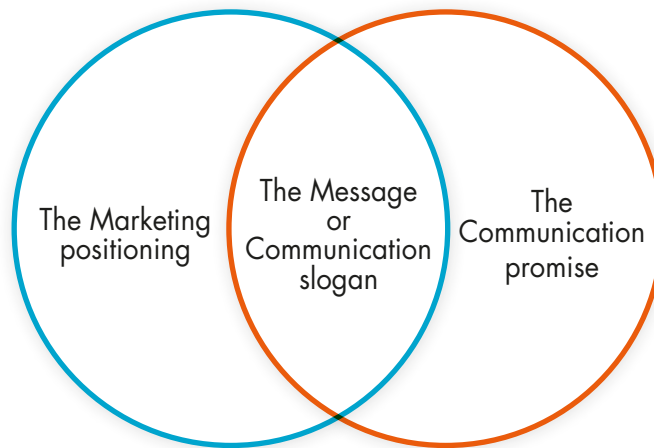 The Marketing
positioning
The Message
or
Communication
slogan
The
Communication
promise